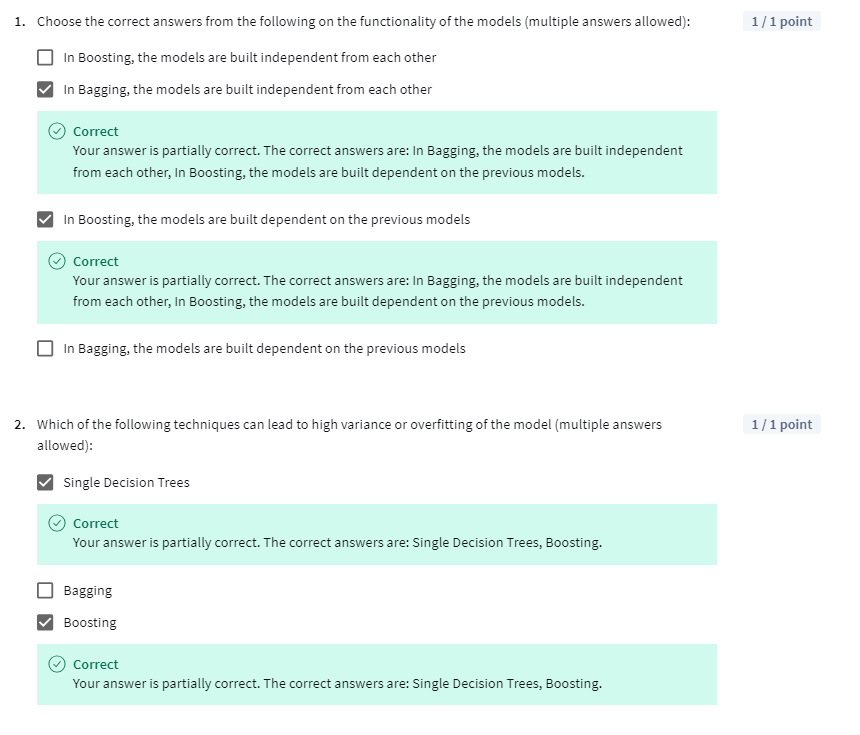 1. Choose the correct answers from the following on the functionality of the models (multiple answers allowed): 1 / 1 point
In Boosting, the models are built independent from each other
In Bagging, the models are built independent from each other
Correct
Your answer is partially correct. The correct answers are: In Bagging, the models are built independent
from each other, In Boosting, the models are built dependent on the previous models.
In Boosting, the models are built dependent on the previous models
Correct
Your answer is partially correct. The correct answers are: In Bagging, the models are built independent
from each other, In Boosting, the models are built dependent on the previous models.
In Bagging, the models are built dependent on the previous models
2. Which of the following techniques can lead to high variance or overfitting of the model (multiple answers 1 / 1 point
allowed):
Single Decision Trees
Correct
Your answer is partially correct. The correct answers are: Single Decision Trees, Boosting.
Bagging
Boosting
Correct
Your answer is partially correct. The correct answers are: Single Decision Trees, Boosting.